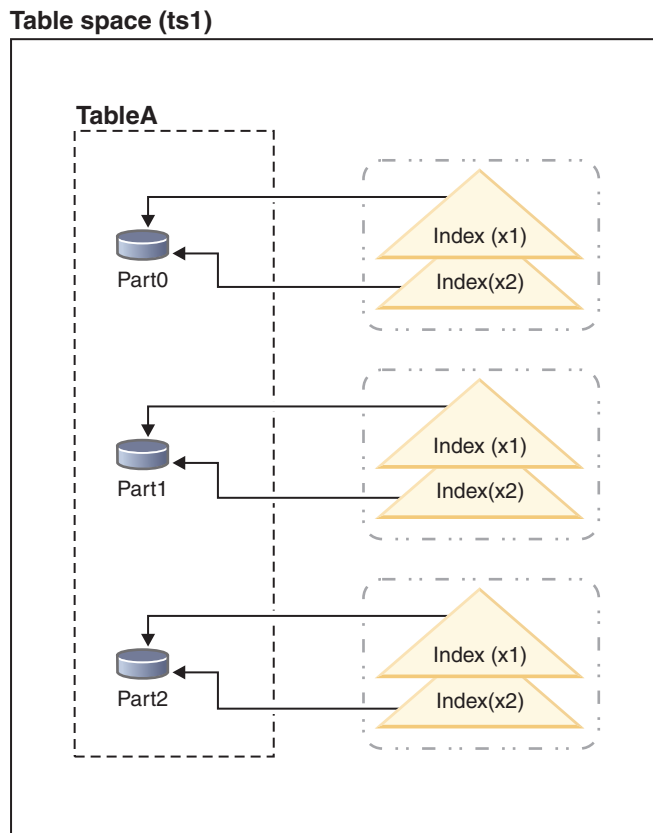 Table space (ts1)
TableA
Index (x1)
Part0
Index(x2)
Index (x1)
Part1
Index(x2)
Index (x1)
Part2
Index(x2)